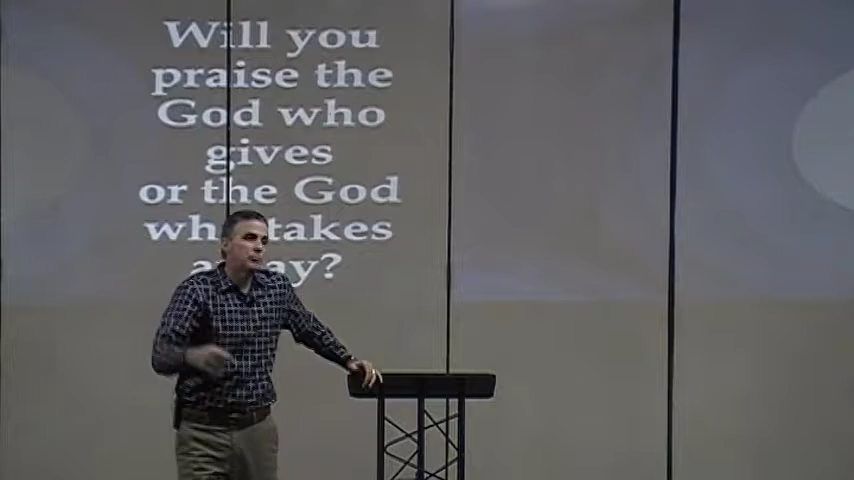 Will you
praise the
God who
gives
or the God
takes